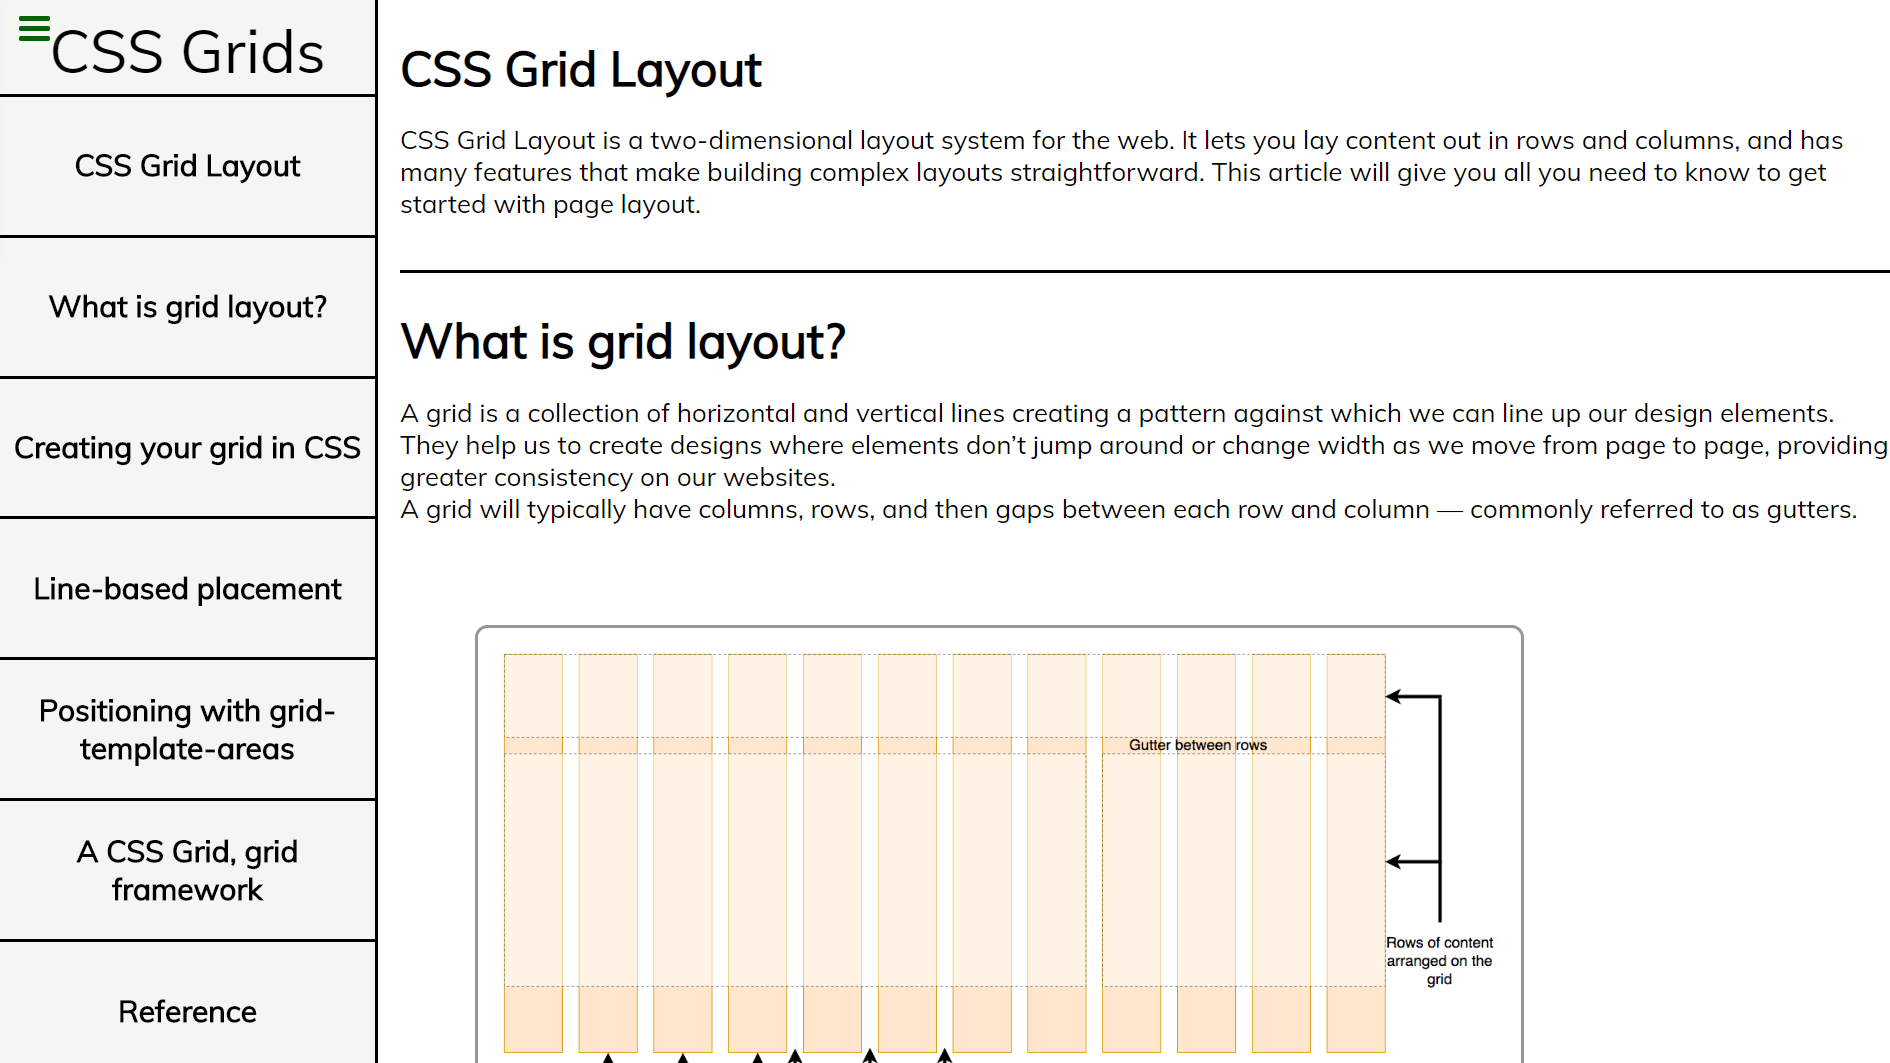 CSS Grids
CSS Grid Layout
What is grid layout?
Creating your grid in CSS
Line-based placement
Positioning with grid-
template-areas
A CSS Grid, grid
framework
Reference
CSS Grid Layout
CSS Grid Layout is a two-dimensional layout system for the web. It lets you lay content out in rows and columns, and has
many features that make building complex layouts straightforward. This article will give you all you need to know to get
started with page layout.
What is grid layout?
A grid is a collection of horizontal and vertical lines creating a pattern against which we can line up our design elements.
They help us to create designs where elements don’t jump around or change width as we move from page to page, providing
greater consistency on our websites.
A grid will typically have columns, rows, and then gaps between each row and column — commonly referred to as gutters.
Gutter between rows
Rows of content
arranged on the
grid